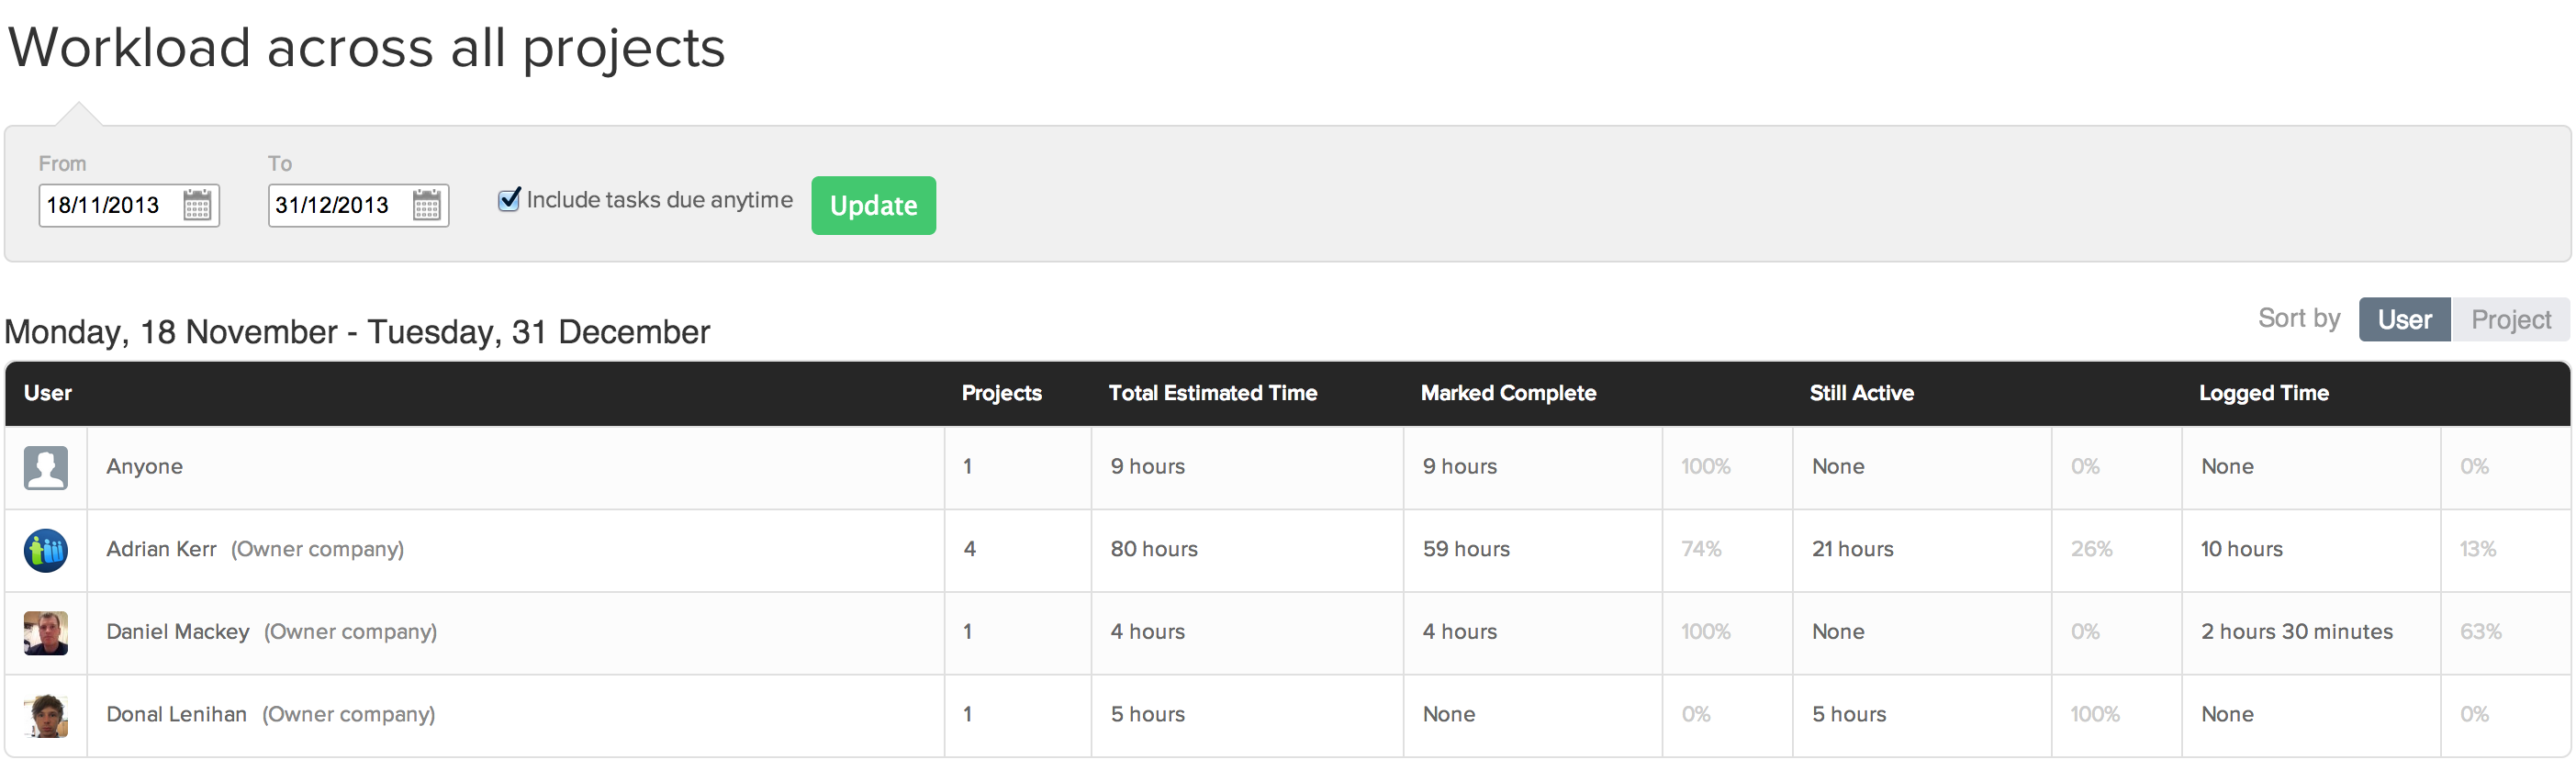 Workload across all projects
From To
18/11/2013 31/12/2013 Include tasks due anytime Update
Sort by User Project
Monday, 18 November - Tuesday, 31 December
User Projects Total Estimated Time Marked Complete Still Active Logged Time
Anyone 1 9 hours 9 hours 100% None 0% None 0%
Adrian Kerr (Owner company) 4 80 hours 59 hours 74% 21 hours 26% 10 hours 13%
Daniel Mackey (Owner company) 1 4 hours 4 hours 100% None 0% 2 hours 30 minutes 63%
Donal Lenihan (Owner company) 1 5 hours None 0% 5 hours 100% None 0%